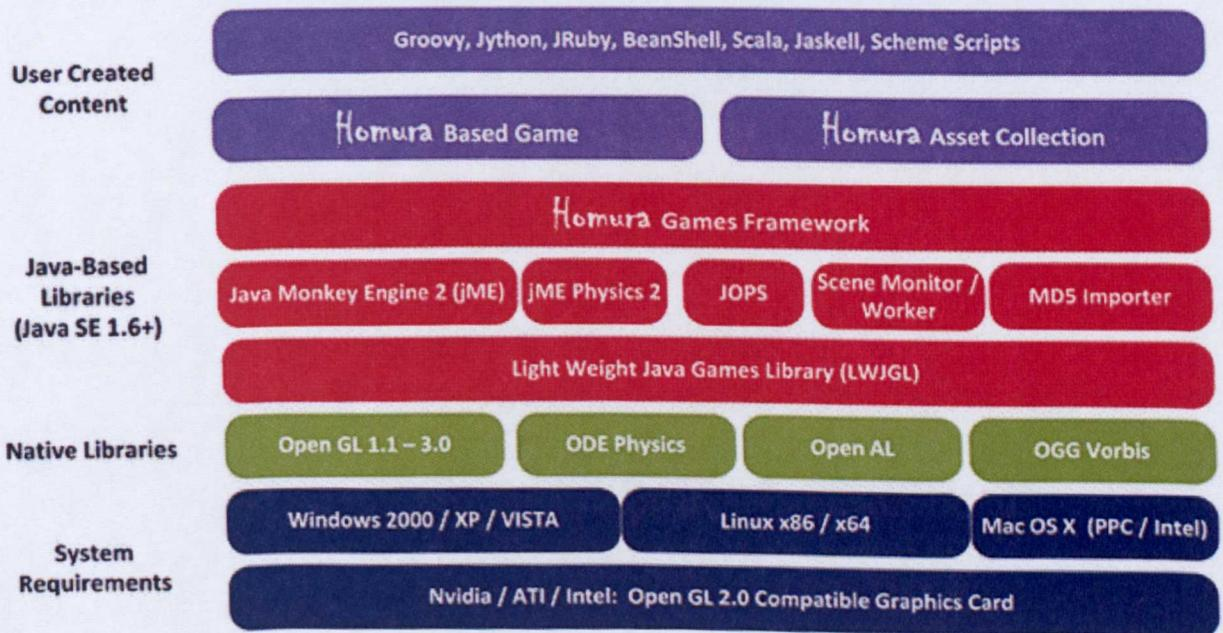 User Created
Content
Groovy, Jython, JRuby, BeanShell, Scala, Jaskell, Scheme Scripts
Homura Based Game
Homura Asset Collection
Java-Based
Libraries
(Java SE 1.6+)
Homura Games Framework
Java Monkey Engine 2 (jME)
jME Physics 2
JOPS
Scene Monitor /
Worker
MD5 Importer
Light Weight Java Games Library (LWJGL)
Native Libraries
Open GL 1.1 – 3.0
ODE Physics
Open AL
OGG Vorbis
System
Requirements
Windows 2000 / XP / VISTA
Linux x86 / x64
Mac OS X (PPC / Intel)
Nvidia / ATI / Intel: Open GL 2.0 Compatible Graphics Card